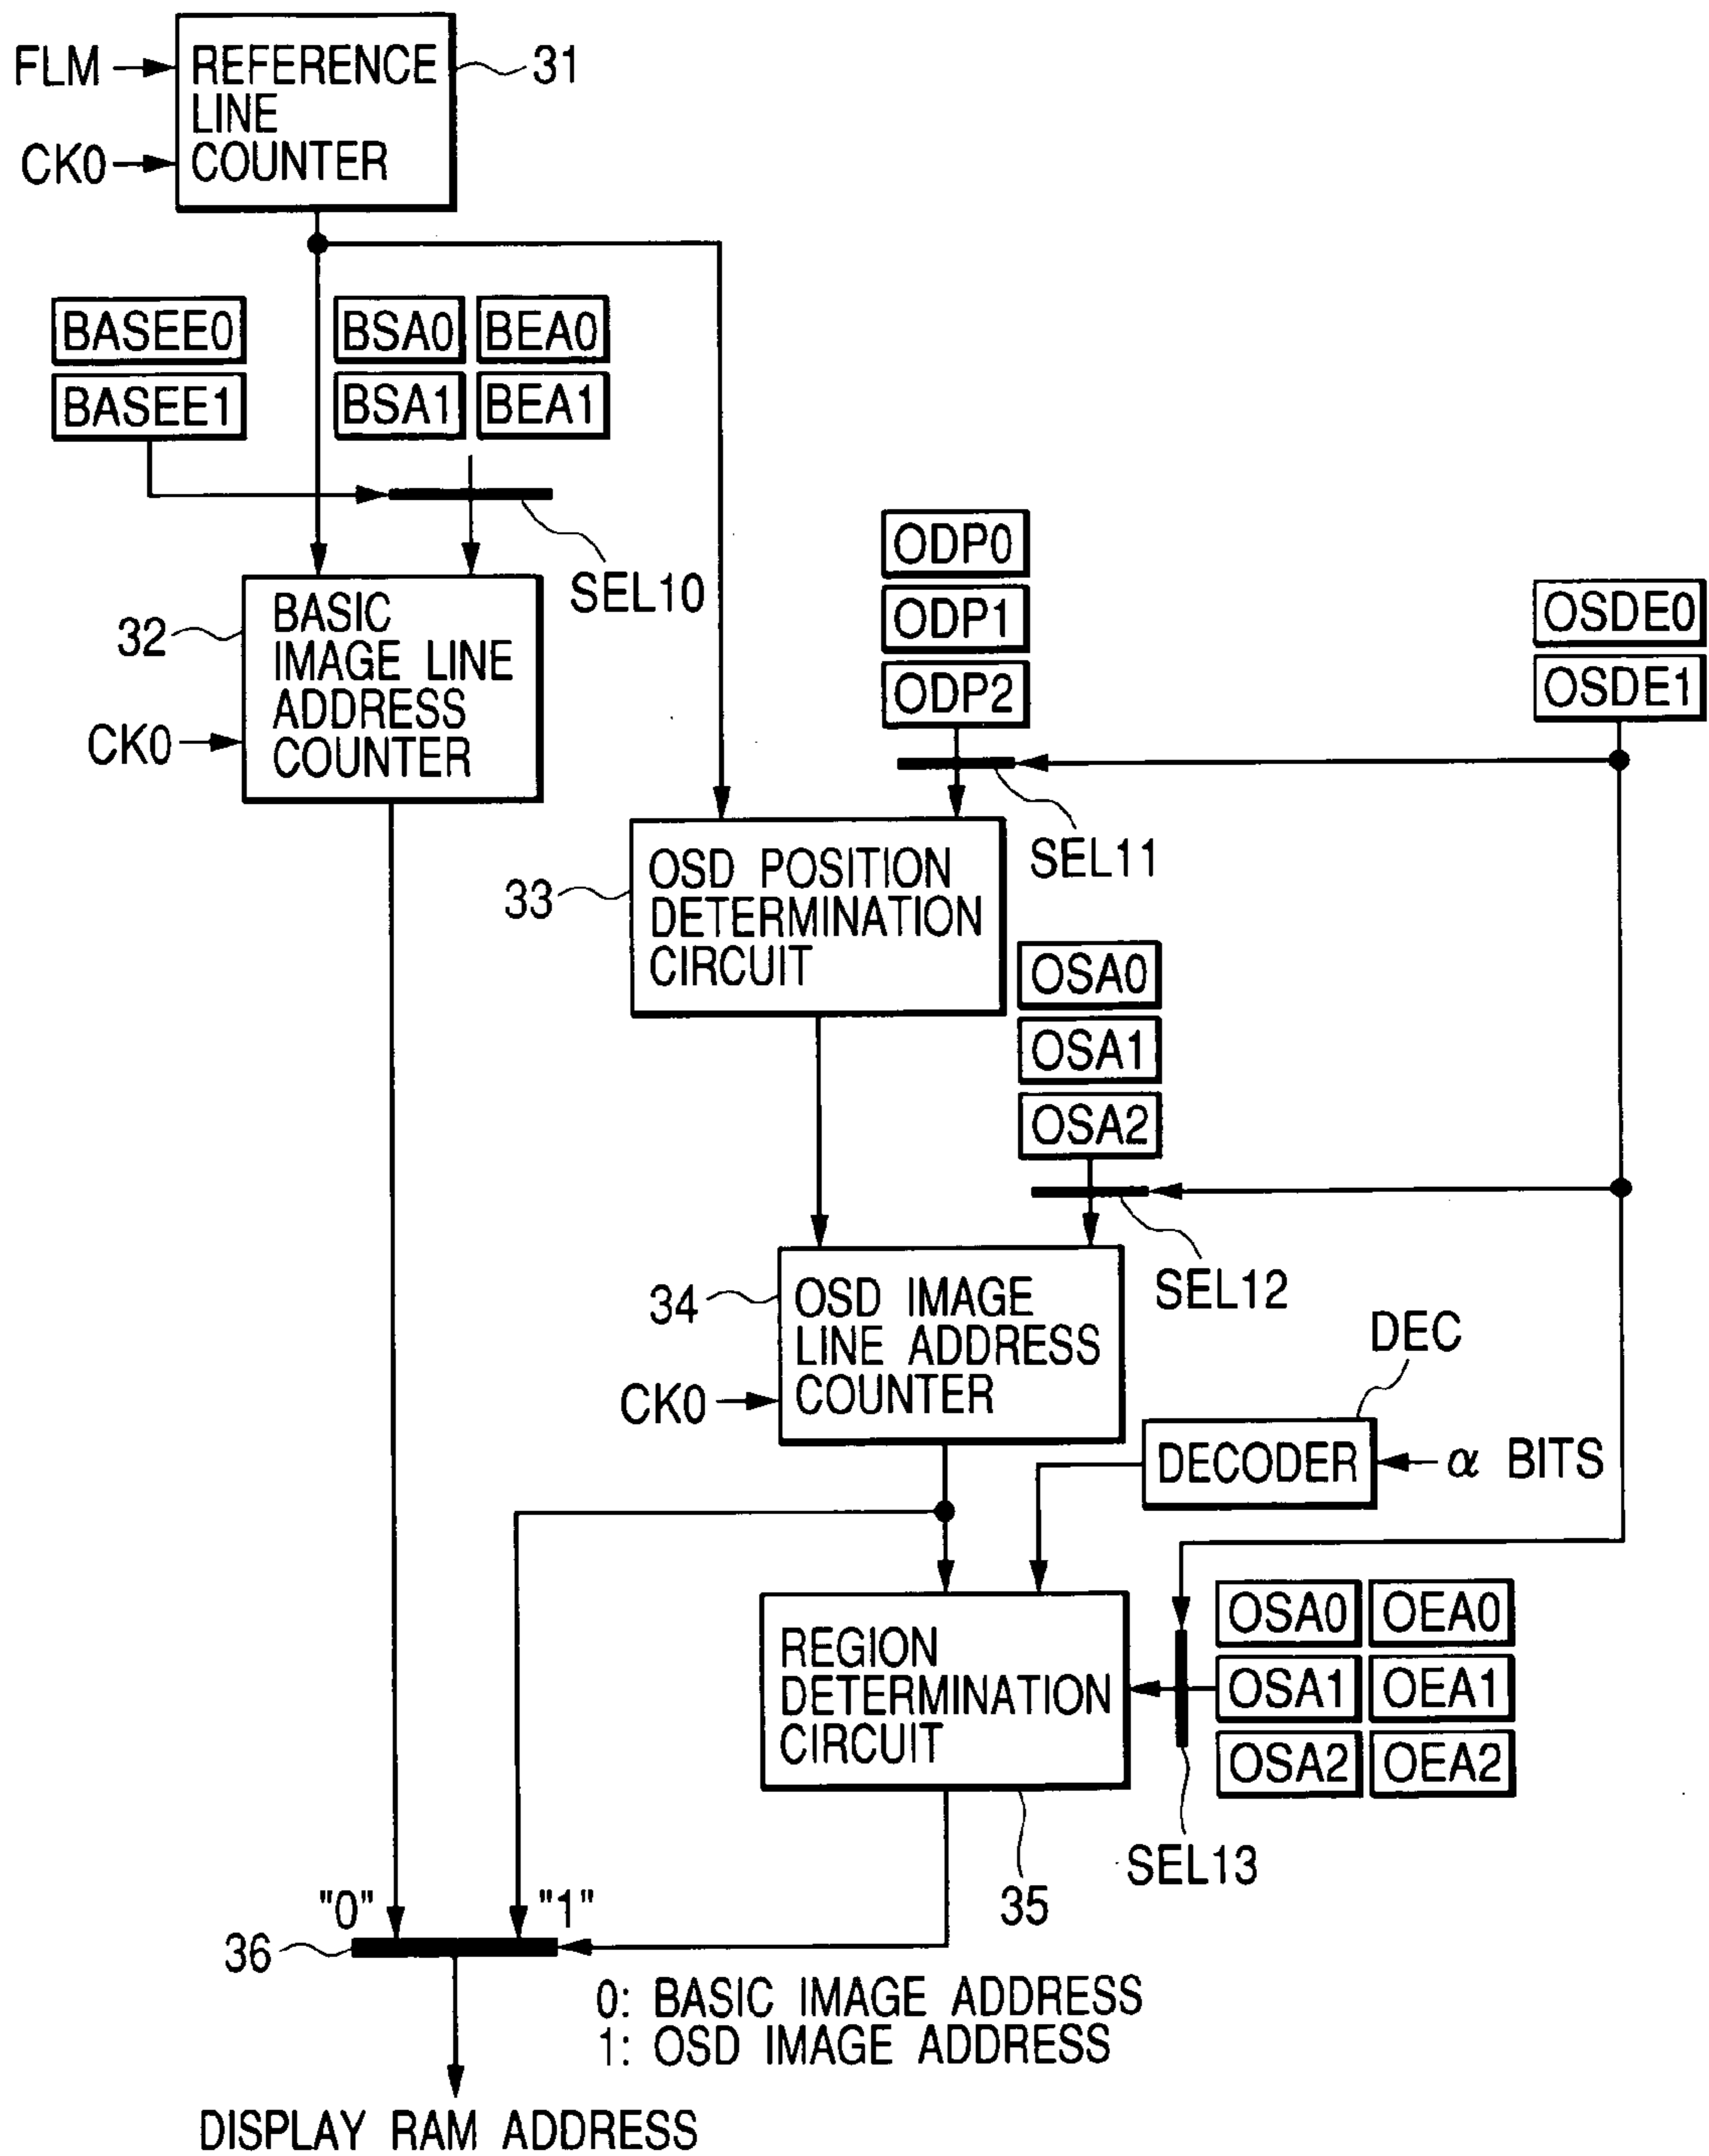 FLM
REFERENCE
LINE
COUNTER
31
CK0
BASEE0
BSA0
BEA0
BASEE1
BSA1
BEA1
SEL10
ODP0
ODP1
ODP2
OSDE0
OSDE1
32
BASIC
IMAGE LINE
ADDRESS
COUNTER
CK0
SEL11
33
OSD POSITION
DETERMINATION
CIRCUIT
OSA0
OSA1
OSA2
SEL12
34
OSD IMAGE
LINE ADDRESS
COUNTER
CK0
DEC
DECODER
α BITS
REGION
DETERMINATION
CIRCUIT
OSA0
OEA0
OSA1
OEA1
OSA2
OEA2
SEL13
35
"0"
"1"
36
0: BASIC IMAGE ADDRESS
1: OSD IMAGE ADDRESS
DISPLAY RAM ADDRESS